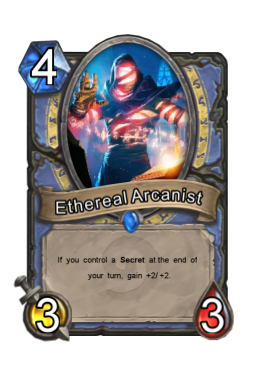 4
Ethereal Arcanist
If you control a Secret at the end of
your turn, gain +2/+2.
3
3